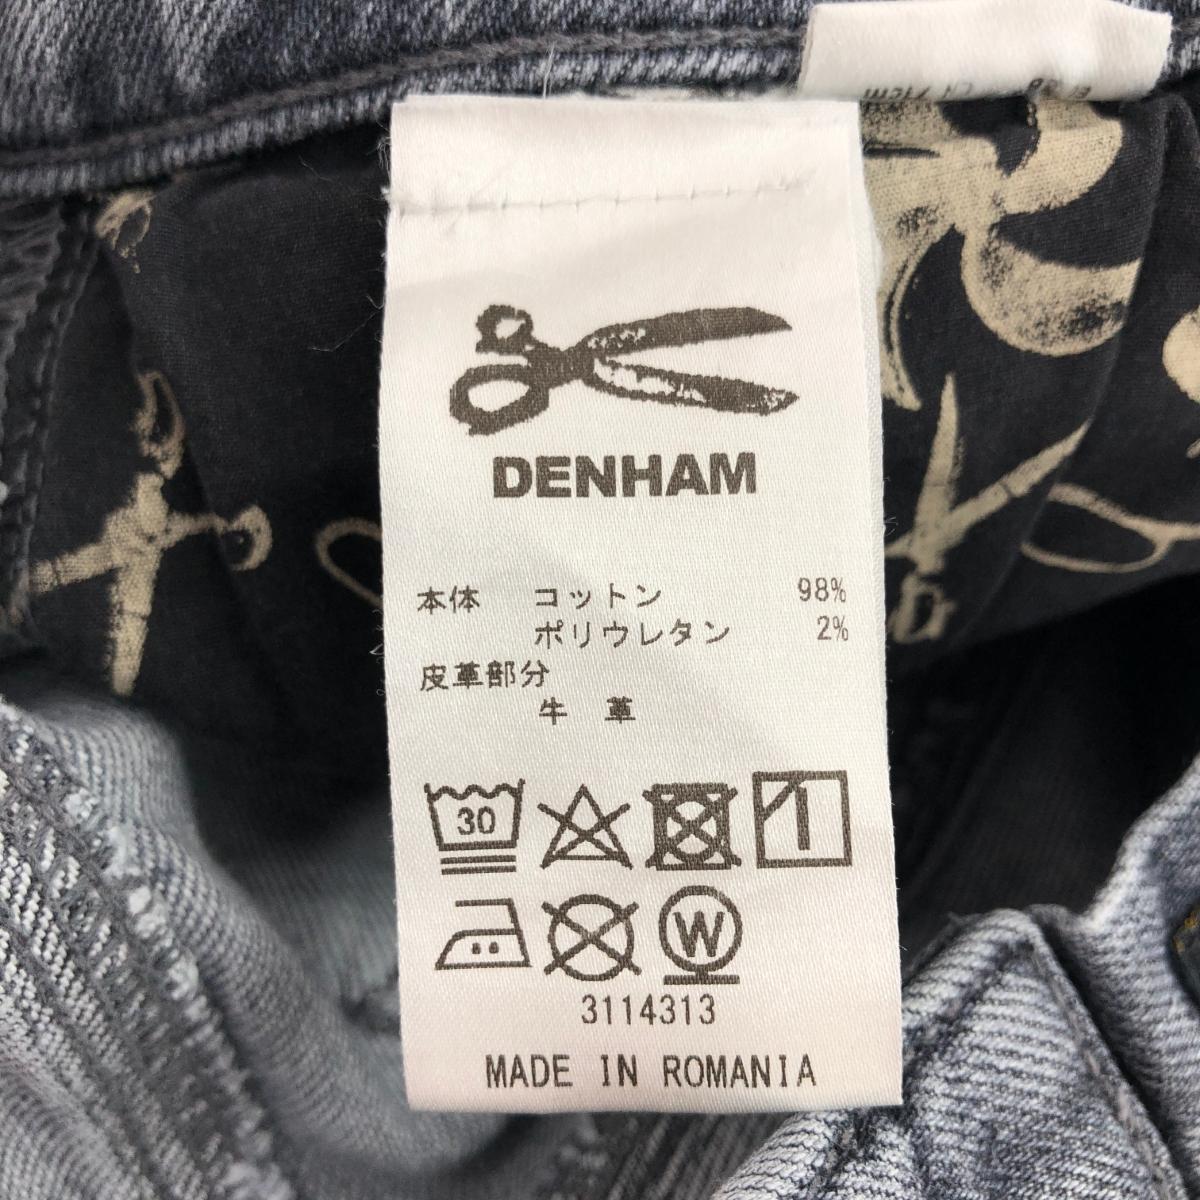 DENHAM
本体 コットン 98%
ポリウレタン 2%
皮革部分
牛 革
30
W
3114313
MADE IN ROMANIA